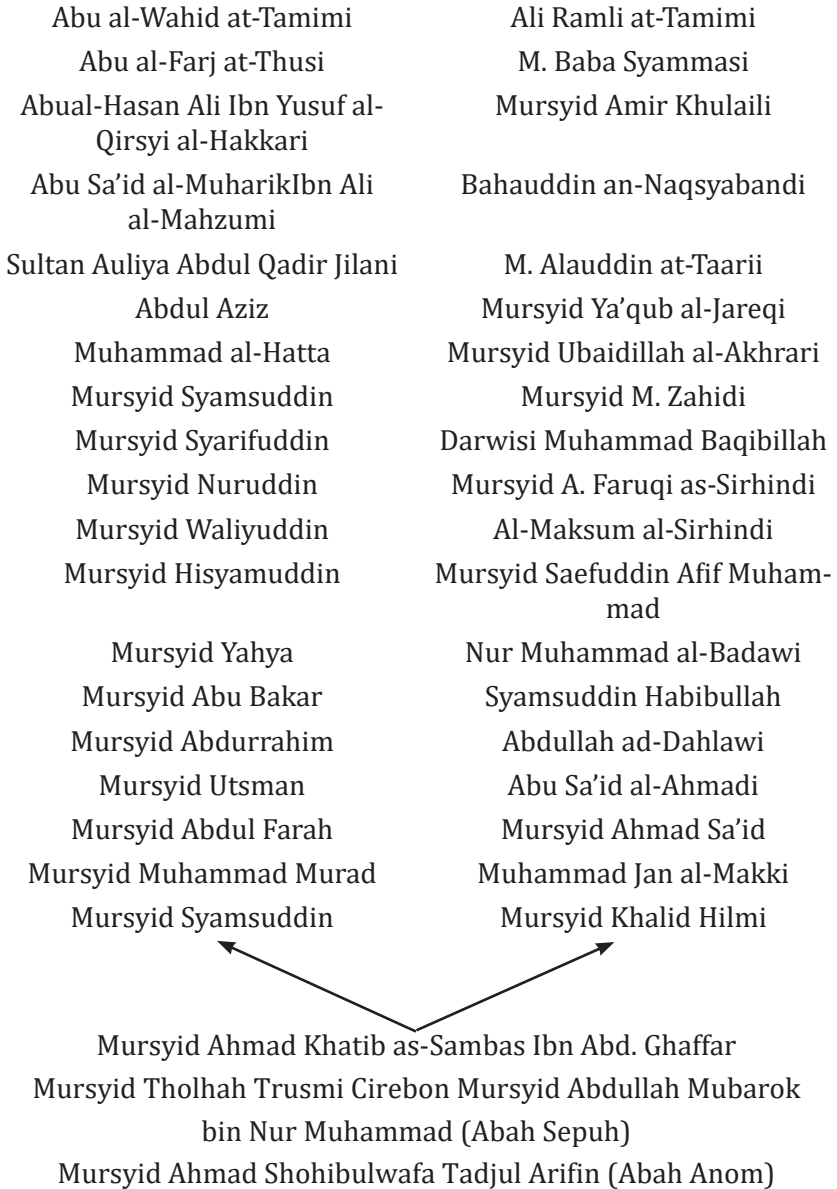 Abu al-Wahid at-Tamimi Ali Ramli at-Tamimi
Abu al-Farj at-Thusi M. Baba Syammasi
Abual-Hasan Ali Ibn Yusuf al- Mursyid Amir Khulaili
Qirsyi al-Hakkari
Abu Sa’id al-MuharikIbn Ali Bahauddin an-Naqsyabandi
al-Mahzumi
Sultan Auliya Abdul Qadir Jilani M. Alauddin at-Taarii
Abdul Aziz Mursyid Ya’qub al-Jareqi
Muhammad al-Hatta Mursyid Ubaidillah al-Akhrari
Mursyid Syamsuddin Mursyid M. Zahidi
Mursyid Syarifuddin Darwisi Muhammad Baqibillah
Mursyid Nuruddin Mursyid A. Faruqi as-Sirhindi
Mursyid Waliyuddin Al-Maksum al-Sirhindi
Mursyid Hisyamuddin Mursyid Saefuddin Afif Muham-
mad
Mursyid Yahya Nur Muhammad al-Badawi
Mursyid Abu Bakar Syamsuddin Habibullah
Mursyid Abdurrahim Abdullah ad-Dahlawi
Mursyid Utsman Abu Sa’id al-Ahmadi
Mursyid Abdul Farah Mursyid Ahmad Sa’id
Mursyid Muhammad Murad Muhammad Jan al-Makki
Mursyid Syamsuddin Mursyid Khalid Hilmi
Mursyid Ahmad Khatib as-Sambas Ibn Abd. Ghaffar
Mursyid Tholhah Trusmi Cirebon Mursyid Abdullah Mubarok
bin Nur Muhammad (Abah Sepuh)
Mursyid Ahmad Shohibulwafa Tadjul Arifin (Abah Anom)